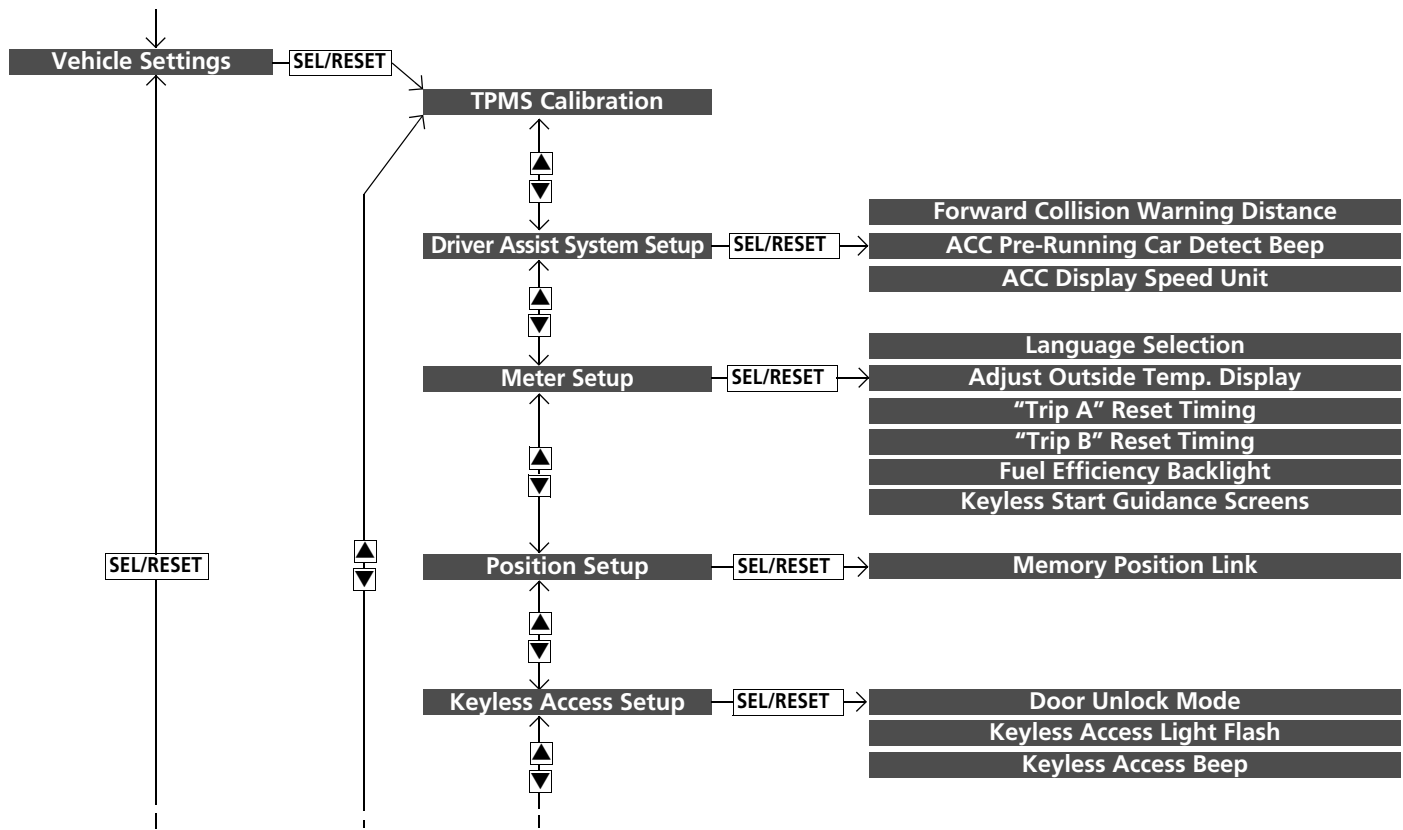 Vehicle Settings
SEL/RESET
TPMS Calibration
Driver Assist System Setup
SEL/RESET
Forward Collision Warning Distance
ACC Pre-Running Car Detect Beep
ACC Display Speed Unit
Meter Setup
SEL/RESET
Language Selection
Adjust Outside Temp. Display
“Trip A” Reset Timing
“Trip B” Reset Timing
Fuel Efficiency Backlight
Keyless Start Guidance Screens
SEL/RESET
Position Setup
SEL/RESET
Memory Position Link
Keyless Access Setup
SEL/RESET
Door Unlock Mode
Keyless Access Light Flash
Keyless Access Beep